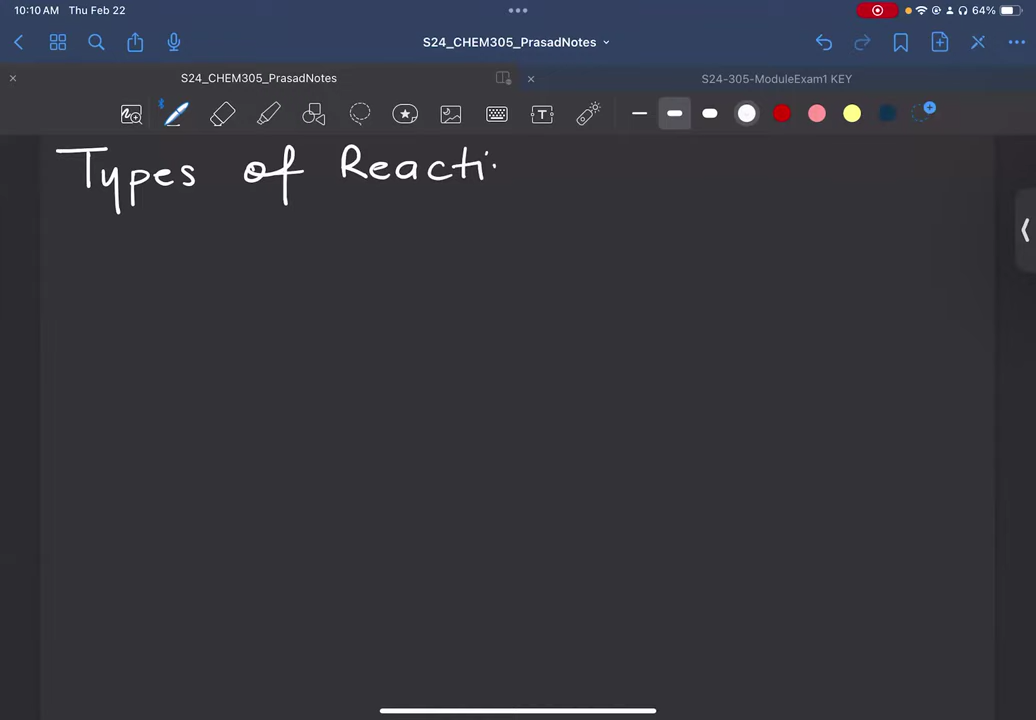 10:10 AM Thu Feb 22 64%
S24_CHEM305_PrasadNotes
S24_CHEM305_PrasadNotes S24-305-ModuleExam1 KEY
T
Types of Reacti